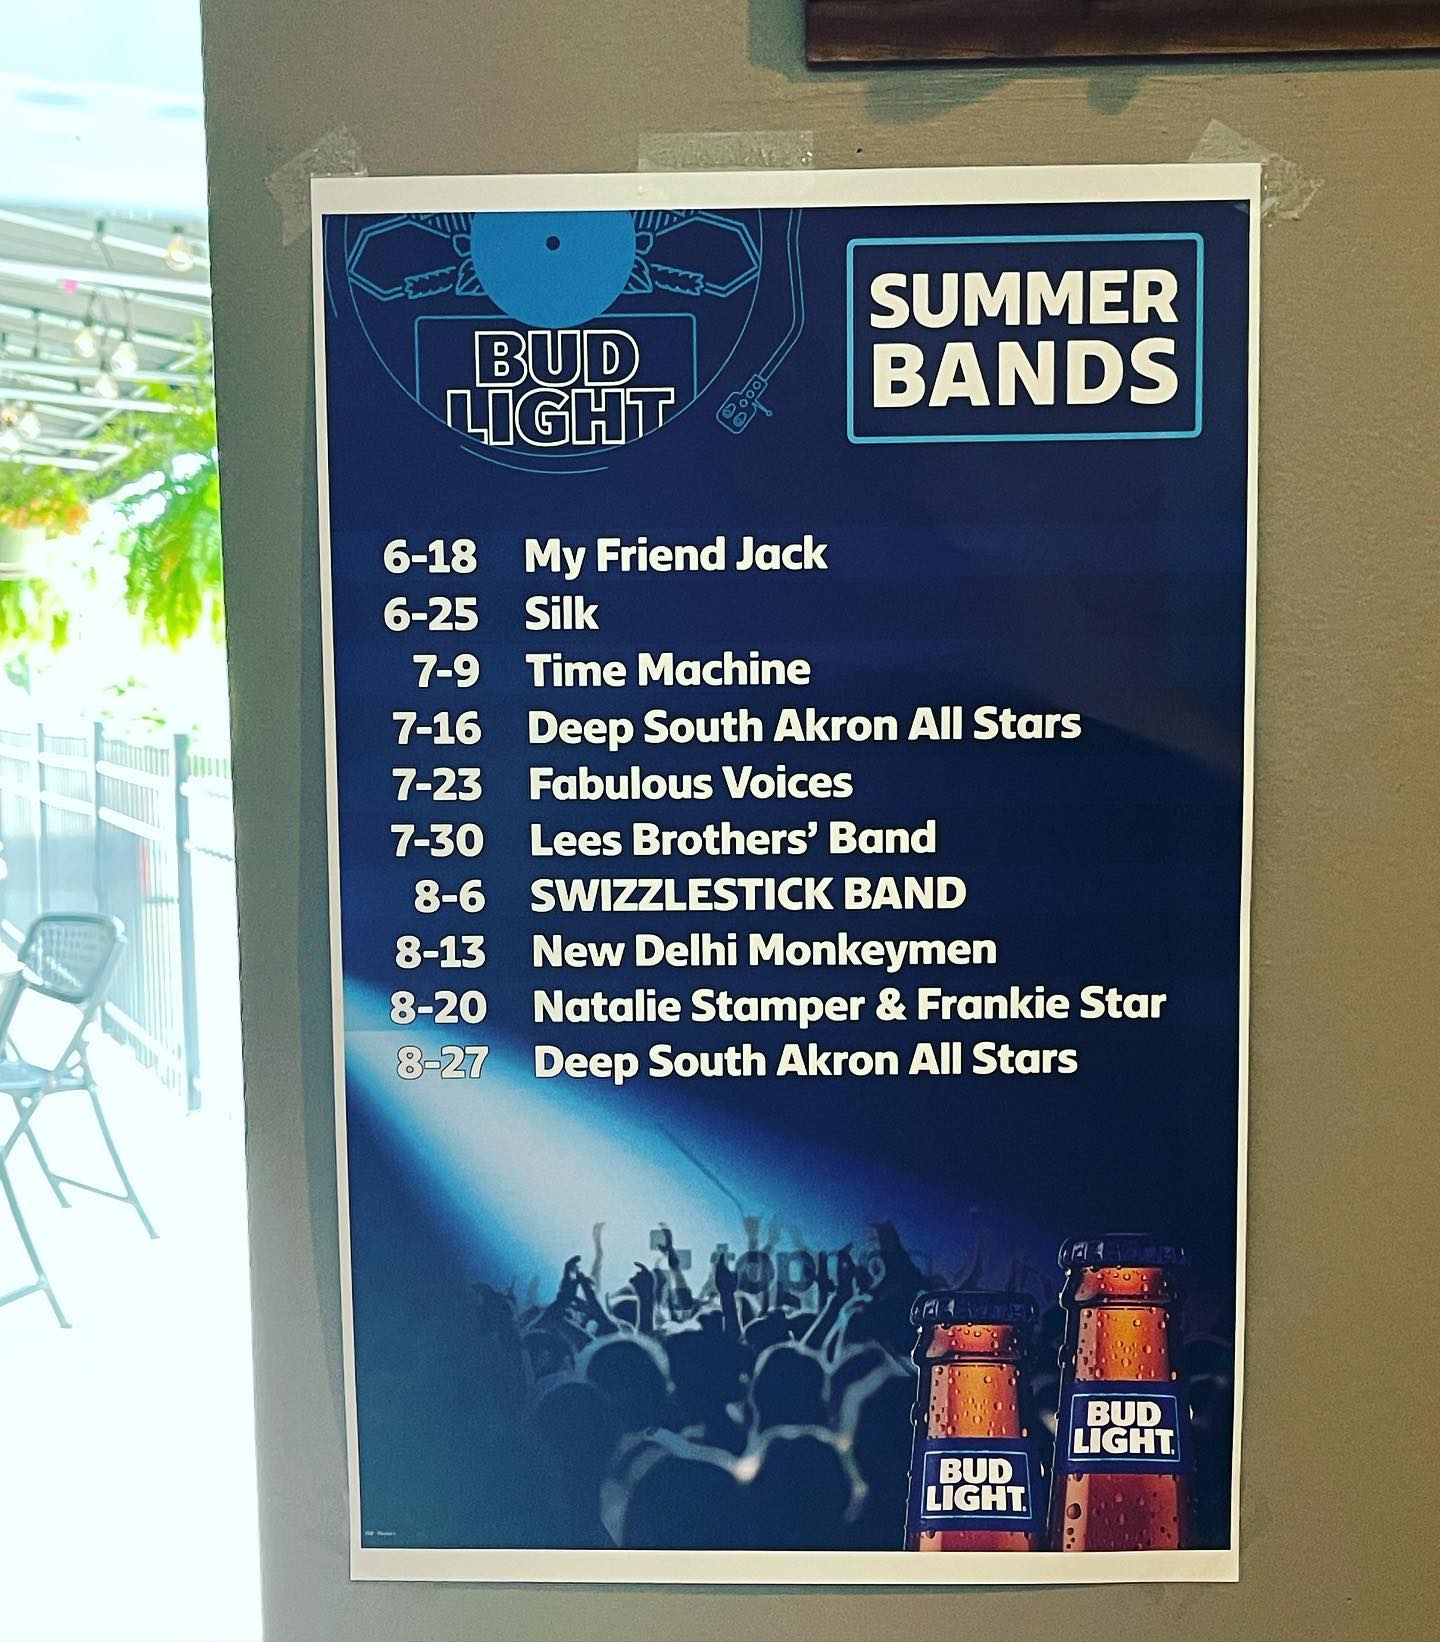 BUD
LIGHT
SUMMER
BANDS
6-18 My Friend Jack
6-25 Silk
7-9 Time Machine
7-16 Deep South Akron All Stars
7-23 Fabulous Voices
7-30 Lees Brothers’ Band
8-6 SWIZZLESTICK BAND
8-13 New Delhi Monkeymen
8-20 Natalie Stamper & Frankie Star
8-27 Deep South Akron All Stars
BUD
LIGHT.
BUD
LIGHT.